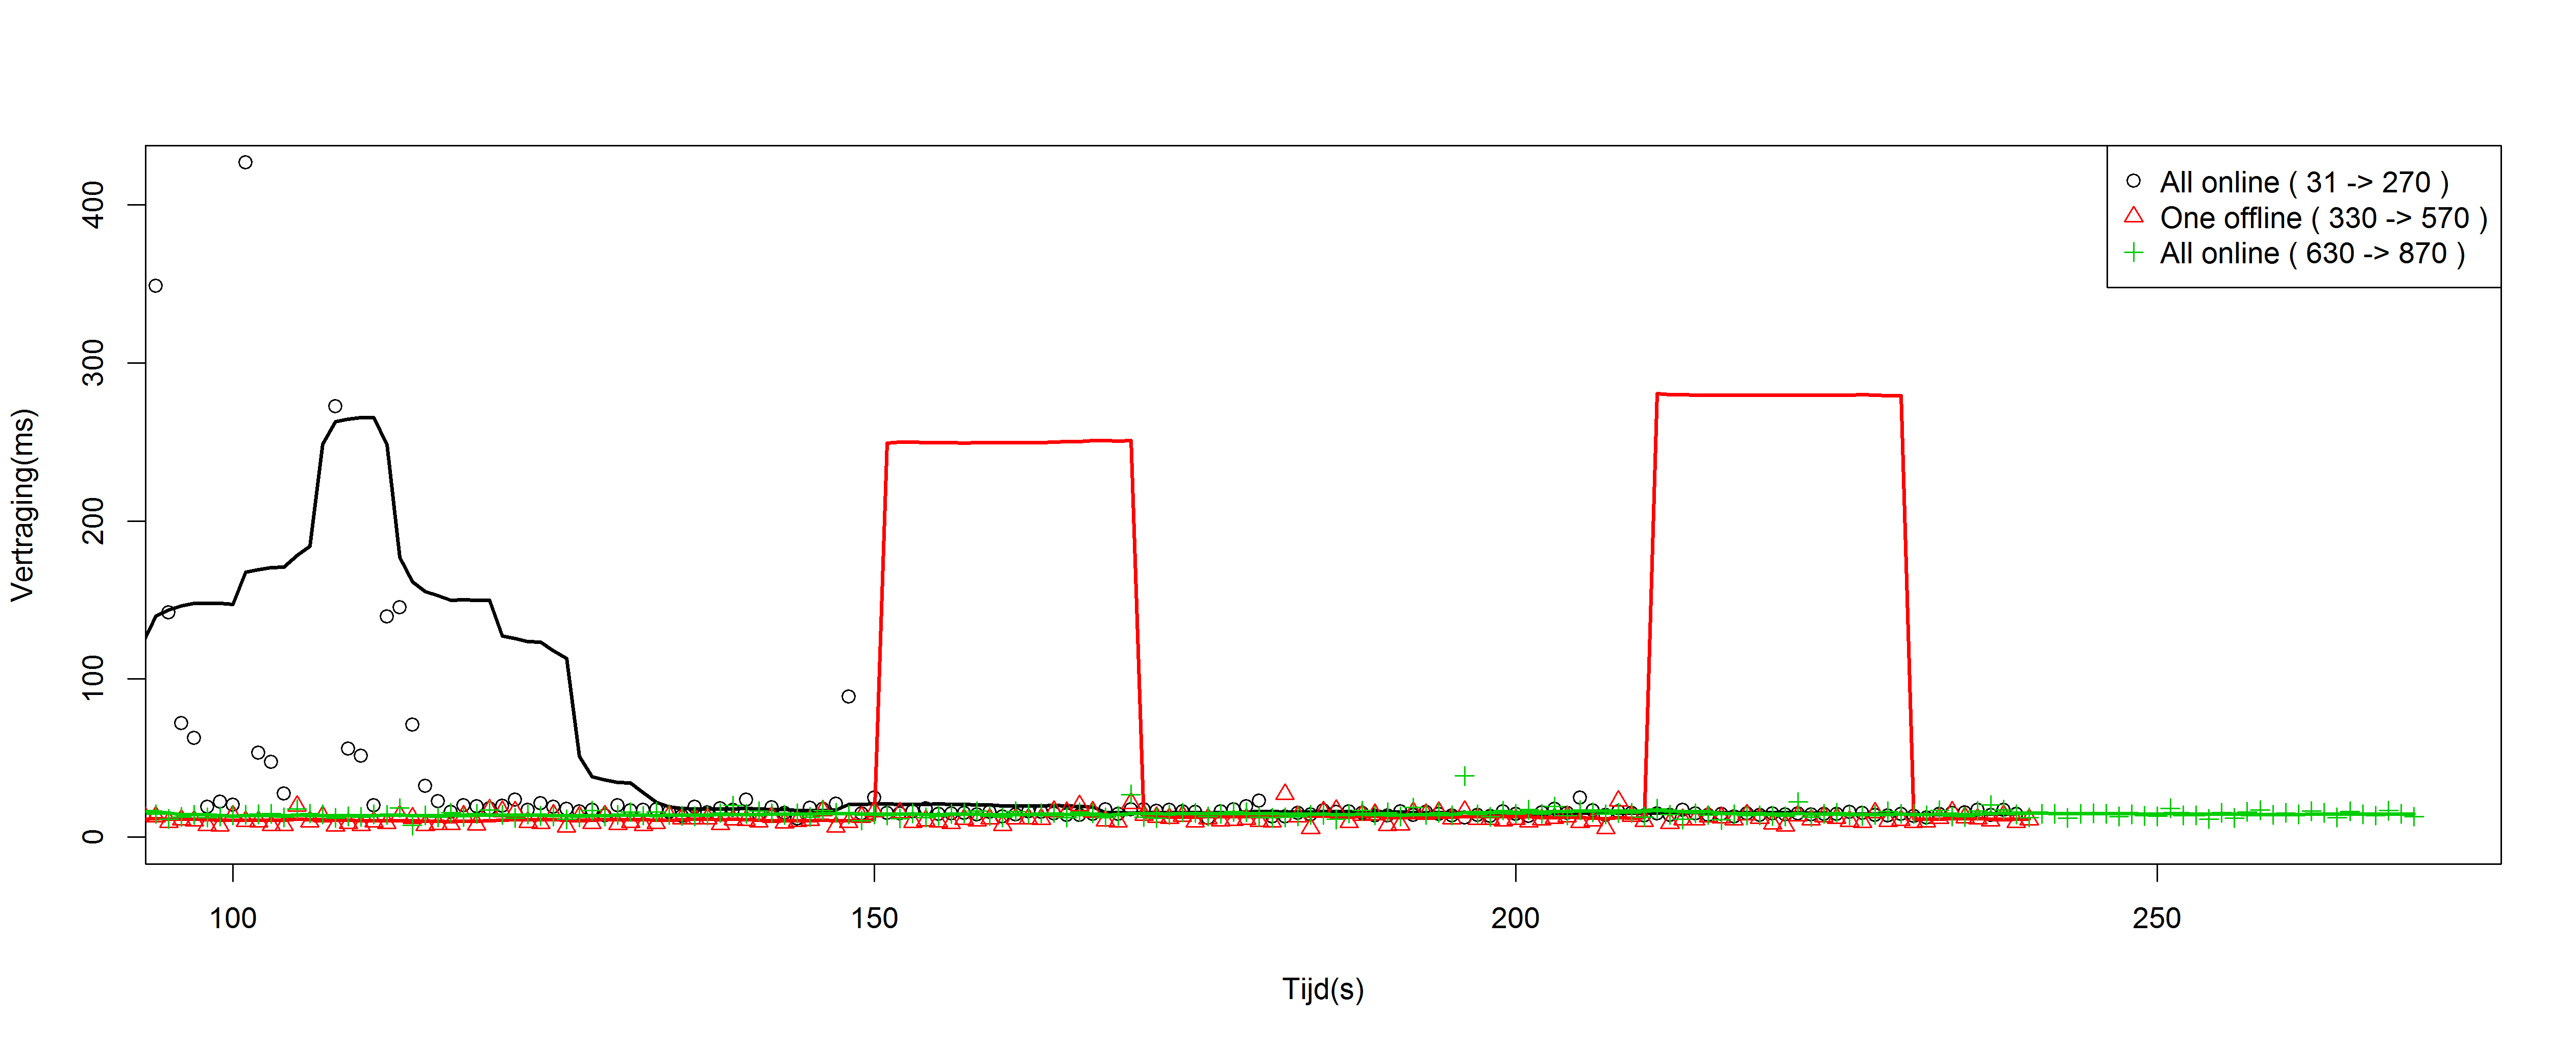 All online ( 31 -> 270 )
One offline ( 330 -> 570 )
All online ( 630 -> 870 )
Vertraging(ms)
400
300
200
100
0
100 150 200 250
Tijd(s)